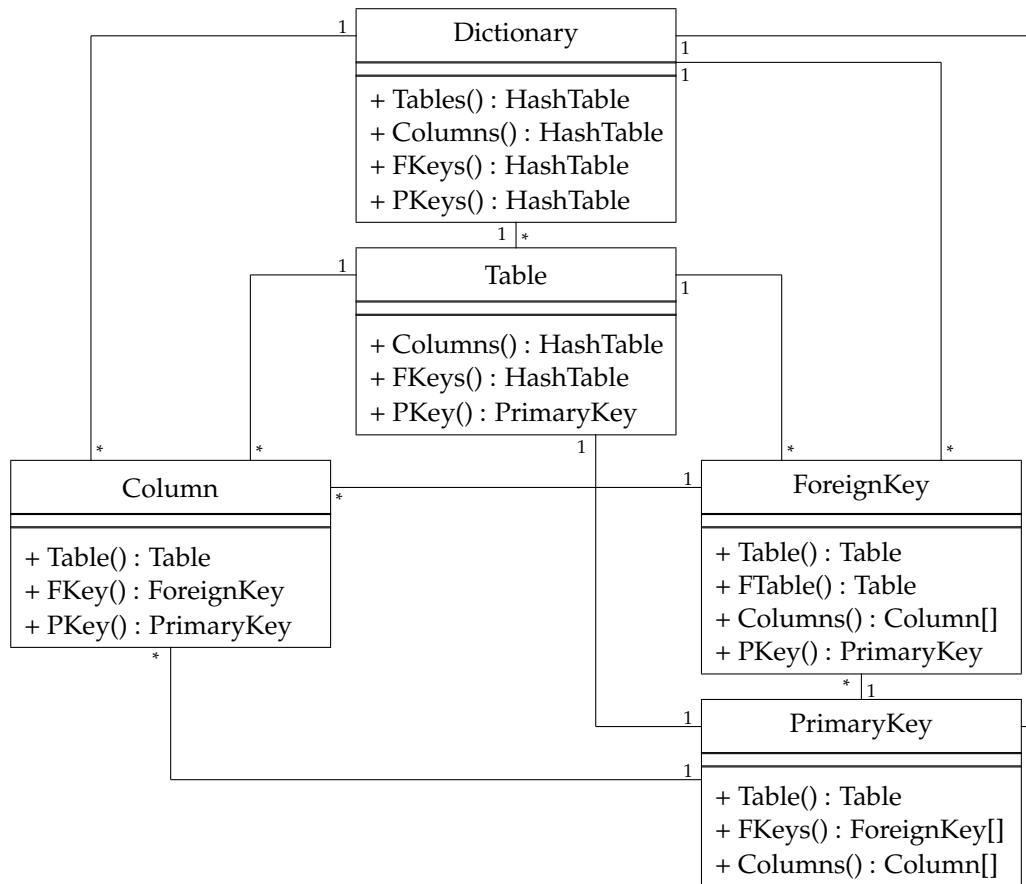 1
Dictionary
1
1
+ Tables() : HashTable
+ Columns() : HashTable
+ FKeys() : HashTable
+ PKeys() : HashTable
1
*
1
Table
1
+ Columns() : HashTable
+ FKeys() : HashTable
+ PKey() : PrimaryKey
*
*
1
*
*
Column
*
1
ForeignKey
+ Table() : Table
+ FKey() : ForeignKey
+ PKey() : PrimaryKey
*
+ Table() : Table
+ FTable() : Table
+ Columns() : Column[]
+ PKey() : PrimaryKey
*
1
1
PrimaryKey
1
+ Table() : Table
+ FKeys() : ForeignKey[]
+ Columns() : Column[]